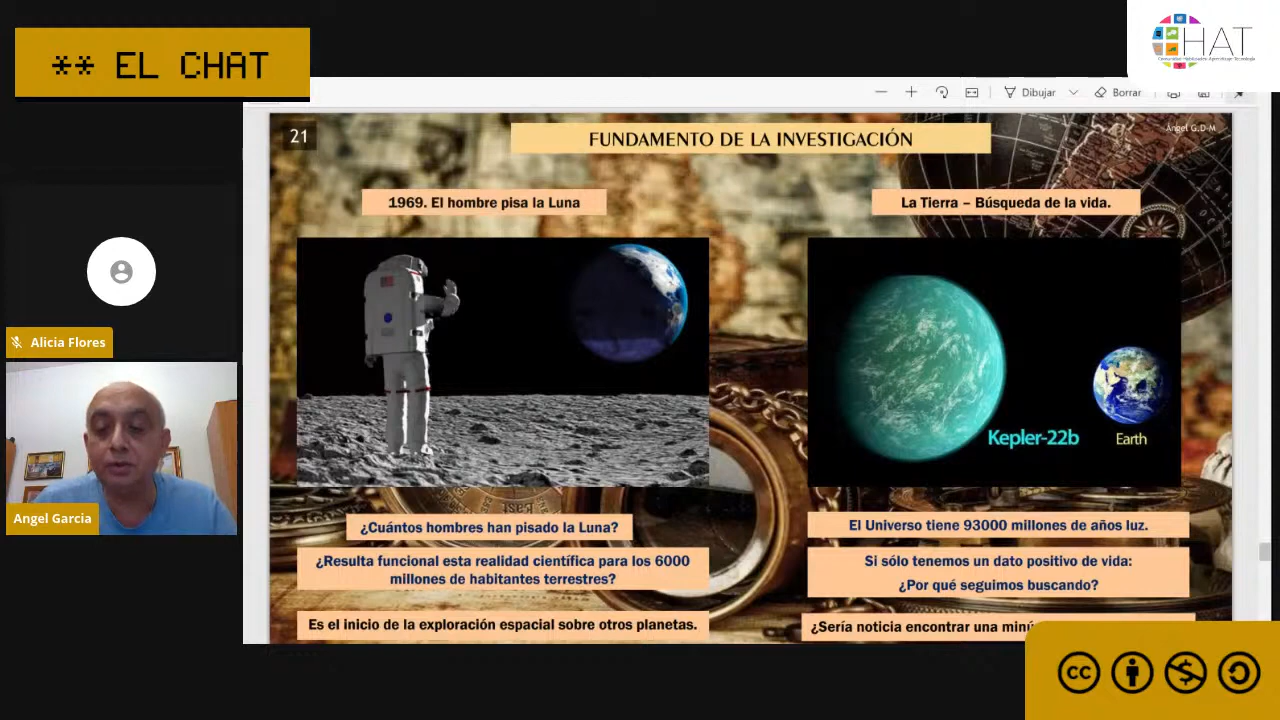 ** EL CHAT
HAT
Dibujar
Borrar
21
FUNDAMENTO DE LA INVESTIGACIÓN
Ángel G.D-M
1969. El hombre pisa la Luna
La Tierra – Búsqueda de la vida.
Kepler-22b
Earth
¿Cuántos hombres han pisado la Luna?
¿Resulta funcional esta realidad científica para los 6000
millones de habitantes terrestres?
Es el inicio de la exploración espacial sobre otros planetas.
El Universo tiene 93000 millones de años luz.
Si sólo tenemos un dato positivo de vida:
¿Por qué seguimos buscando?
¿Sería noticia encontrar una
Alicia Flores
Angel Garcia
cc